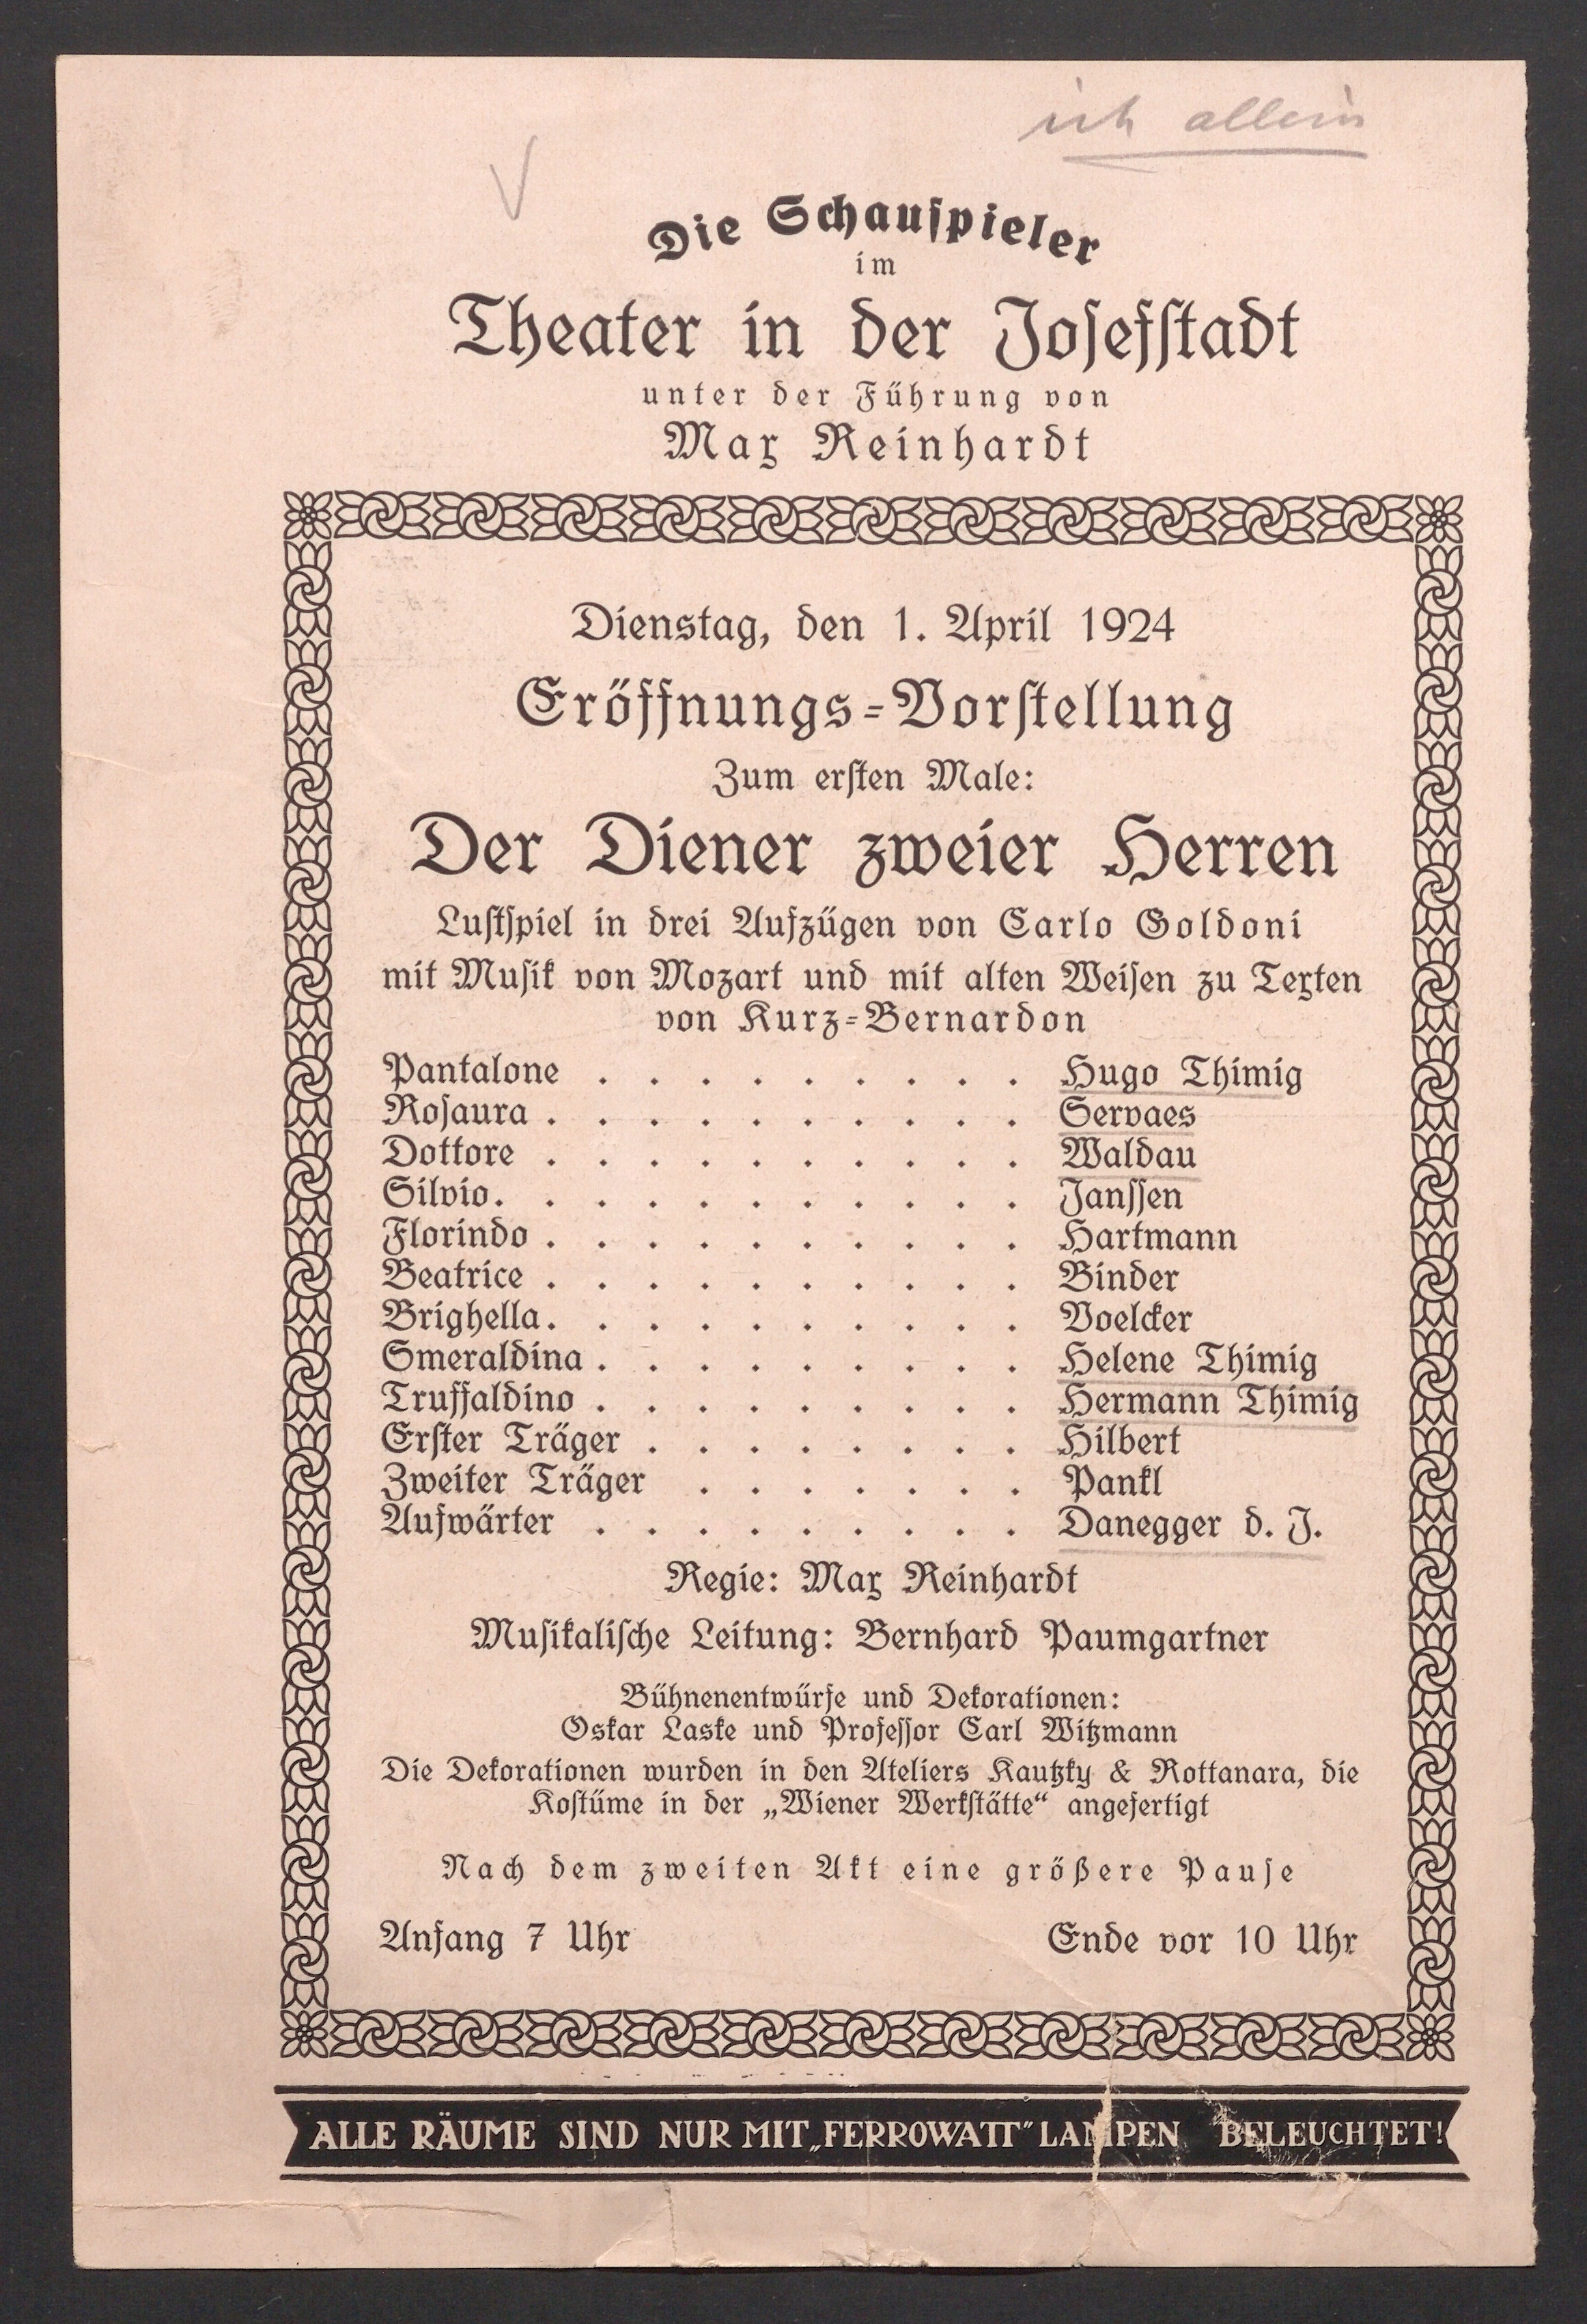 ich allein
Die Schauspieler
im
Theater in der Josefstadt
unter der Führung von
Max Reinhardt
Dienstag, den 1. April 1924
Eröffnungs-Vorstellung
Zum ersten Male:
Der Diener zweier Herren
Lustspiel in drei Aufzügen von Carlo Goldoni
mit Musik von Mozart und mit alten Weisen zu Texten
von Kurz-Bernardon
Pantalone . . . . . . . . . Hugo Thimig
Rosaura . . . . . . . . . . Servaes
Dottore . . . . . . . . . . Waldau
Silvio . . . . . . . . . . . Janssen
Florindo . . . . . . . . . . Hartmann
Beatrice . . . . . . . . . . Binder
Brighella . . . . . . . . . . Voelcker
Smeraldina . . . . . . . . . Helene Thimig
Truffaldino . . . . . . . . . Hermann Thimig
Erster Träger . . . . . . . . Hilbert
Zweiter Träger . . . . . . . Pankl
Aufwärter . . . . . . . . . Danegger d. J.
Regie: Max Reinhardt
Musikalische Leitung: Bernhard Paumgartner
Bühnenentwürfe und Dekorationen:
Oskar Laske und Professor Carl Witzmann
Die Dekorationen wurden in den Ateliers Kautzky & Rottanara, die
Kostüme in der „Wiener Werkstätte“ angefertigt
Nach dem zweiten Akt eine größere Pause
Anfang 7 Uhr Ende vor 10 Uhr
ALLE RÄUME SIND NUR MIT „FERROWATT“ LAMPEN BELEUCHTET!